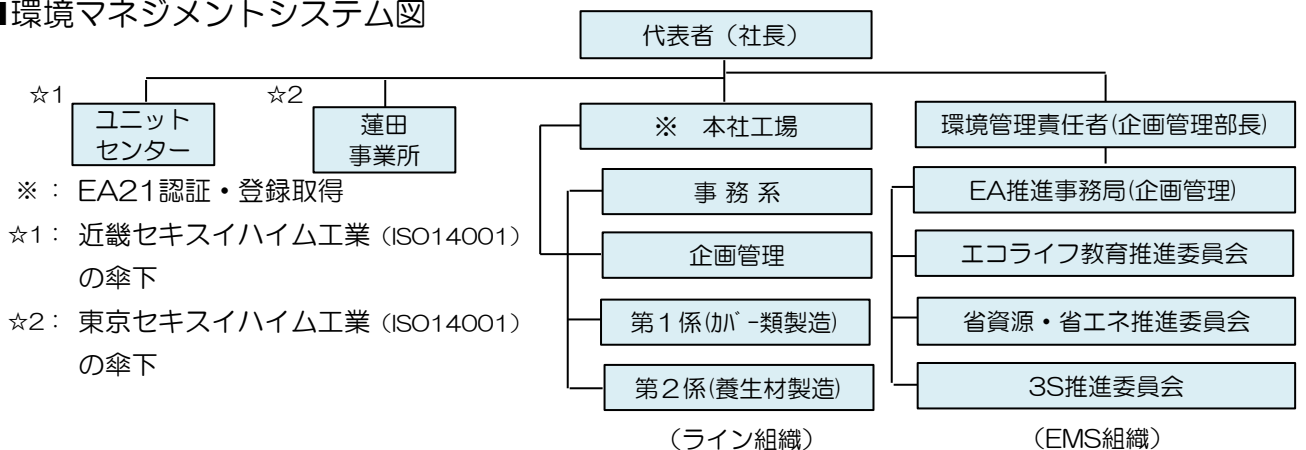 ■環境マネジメントシステム図
代表者（社長）
☆1
ユニット
センター
☆2
蓮田
事業所
※　本社工場
環境管理責任者(企画管理部長)
※： EA21認証・登録取得
☆1： 近畿セキスイハイム工業（ISO14001）
の傘下
☆2： 東京セキスイハイム工業（ISO14001）
の傘下
事 務 系
企画管理
第１係(ｶﾊﾞｰ類製造)
第２係(養生材製造)
（ライン組織）
EA推進事務局(企画管理)
エコライフ教育推進委員会
省資源・省エネ推進委員会
3S推進委員会
（EMS組織）